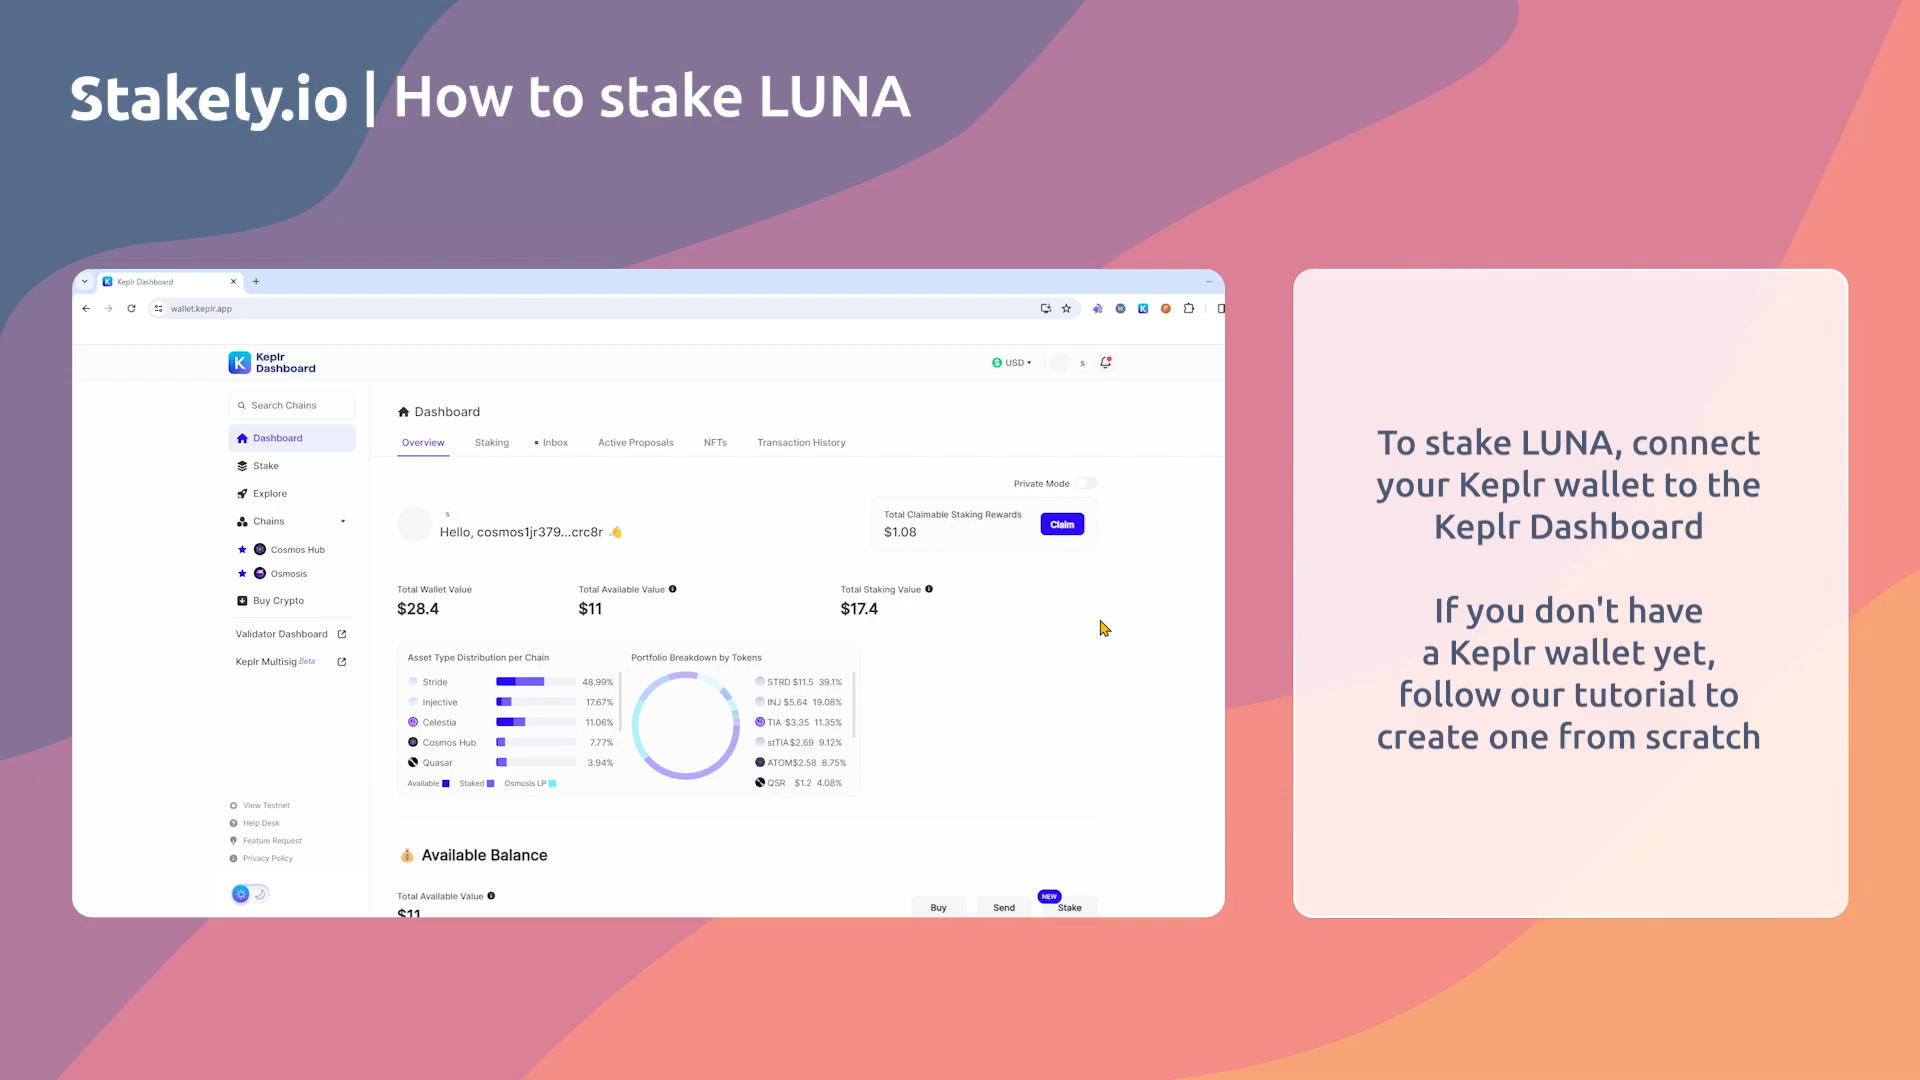 Stakely.io | How to stake LUNA
Keplr Dashboard
wallet.keplr.app
Keplr
Dashboard
USD
s
Search Chains
Dashboard
Stake
Explore
Chains
Cosmos Hub
Osmosis
Buy Crypto
Validator Dashboard
Keplr Multisig Beta
View Testnet
Help Desk
Feature Request
Privacy Policy
Dashboard
Overview Staking Inbox Active Proposals NFTs Transaction History
Private Mode
s
Hello, cosmos1jr379...crc8r 👋
Total Claimable Staking Rewards
$1.08
Claim
Total Wallet Value
$28.4
Total Available Value
$11
Total Staking Value
$17.4
Asset Type Distribution per Chain
Stride 48.99%
Injective 17.67%
Celestia 11.06%
Cosmos Hub 7.77%
Quasar 3.94%
Available Staked Osmosis LP
Portfolio Breakdown by Tokens
STRD $11.5 39.1%
INJ $5.64 19.08%
TIA $3.35 11.35%
stTIA $2.69 9.12%
ATOM $2.58 8.75%
QSR $1.2 4.08%
Available Balance
Total Available Value
$11
Buy
Send
NEW
Stake
To stake LUNA, connect
your Keplr wallet to the
Keplr Dashboard
If you don't have
a Keplr wallet yet,
follow our tutorial to
create one from scratch